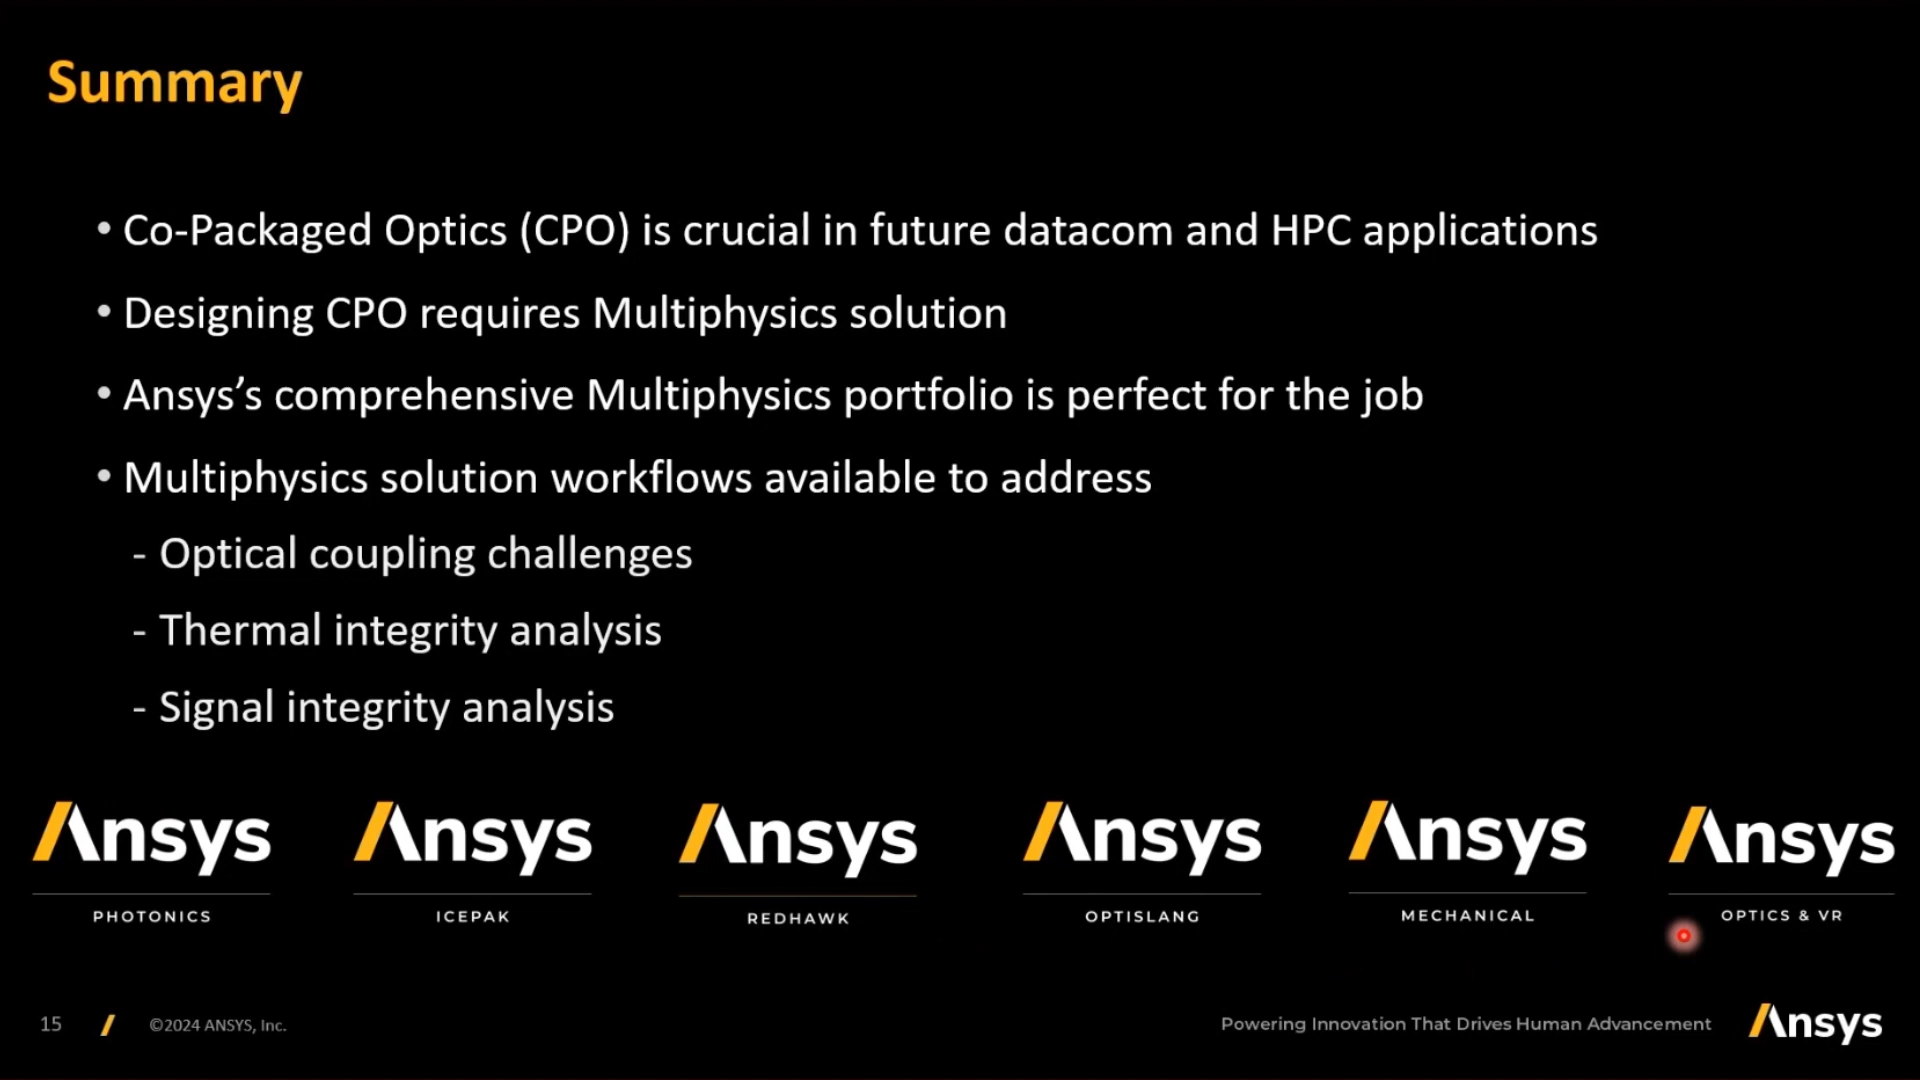 Summary
• Co-Packaged Optics (CPO) is crucial in future datacom and HPC applications
• Designing CPO requires Multiphysics solution
• Ansys’s comprehensive Multiphysics portfolio is perfect for the job
• Multiphysics solution workflows available to address
- Optical coupling challenges
- Thermal integrity analysis
- Signal integrity analysis
Ansys Ansys Ansys Ansys Ansys Ansys
PHOTONICS ICEPAK REDHAWK OPTISLANG MECHANICAL OPTICS & VR
15 ©2024 ANSYS, Inc. Powering Innovation That Drives Human Advancement Ansys